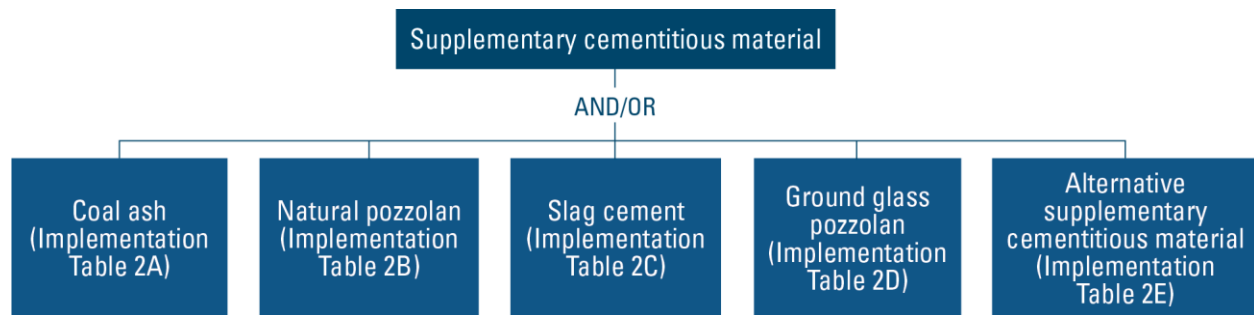 Supplementary cementitious material
AND/OR
Coal ash
(Implementation
Table 2A)
Natural pozzolan
(Implementation
Table 2B)
Slag cement
(Implementation
Table 2C)
Ground glass
pozzolan
(Implementation
Table 2D)
Alternative
supplementary
cementitious material
(Implementation
Table 2E)